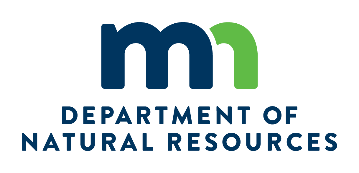 mn
DEPARTMENT OF
NATURAL RESOURCES